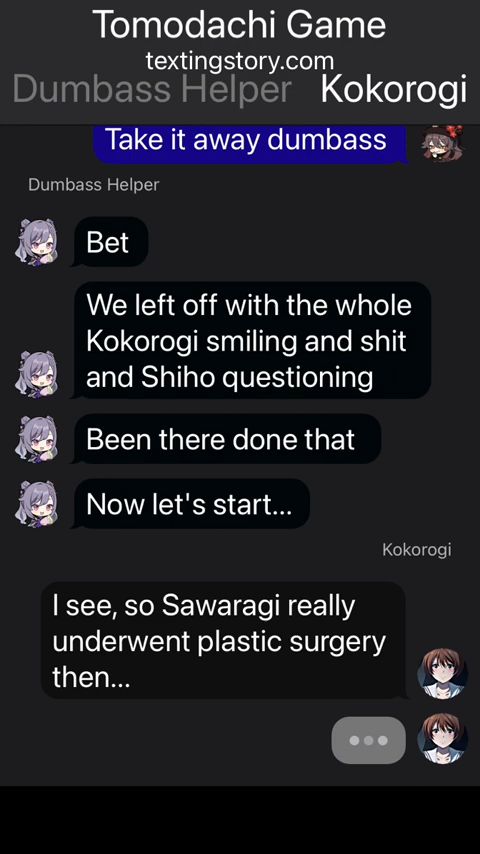 Tomodachi Game
textingstory.com
Dumbass Helper Kokorogi
Take it away dumbass
Dumbass Helper
Bet
We left off with the whole
Kokorogi smiling and shit
and Shiho questioning
Been there done that
Now let's start...
Kokorogi
I see, so Sawaragi really
underwent plastic surgery
then...